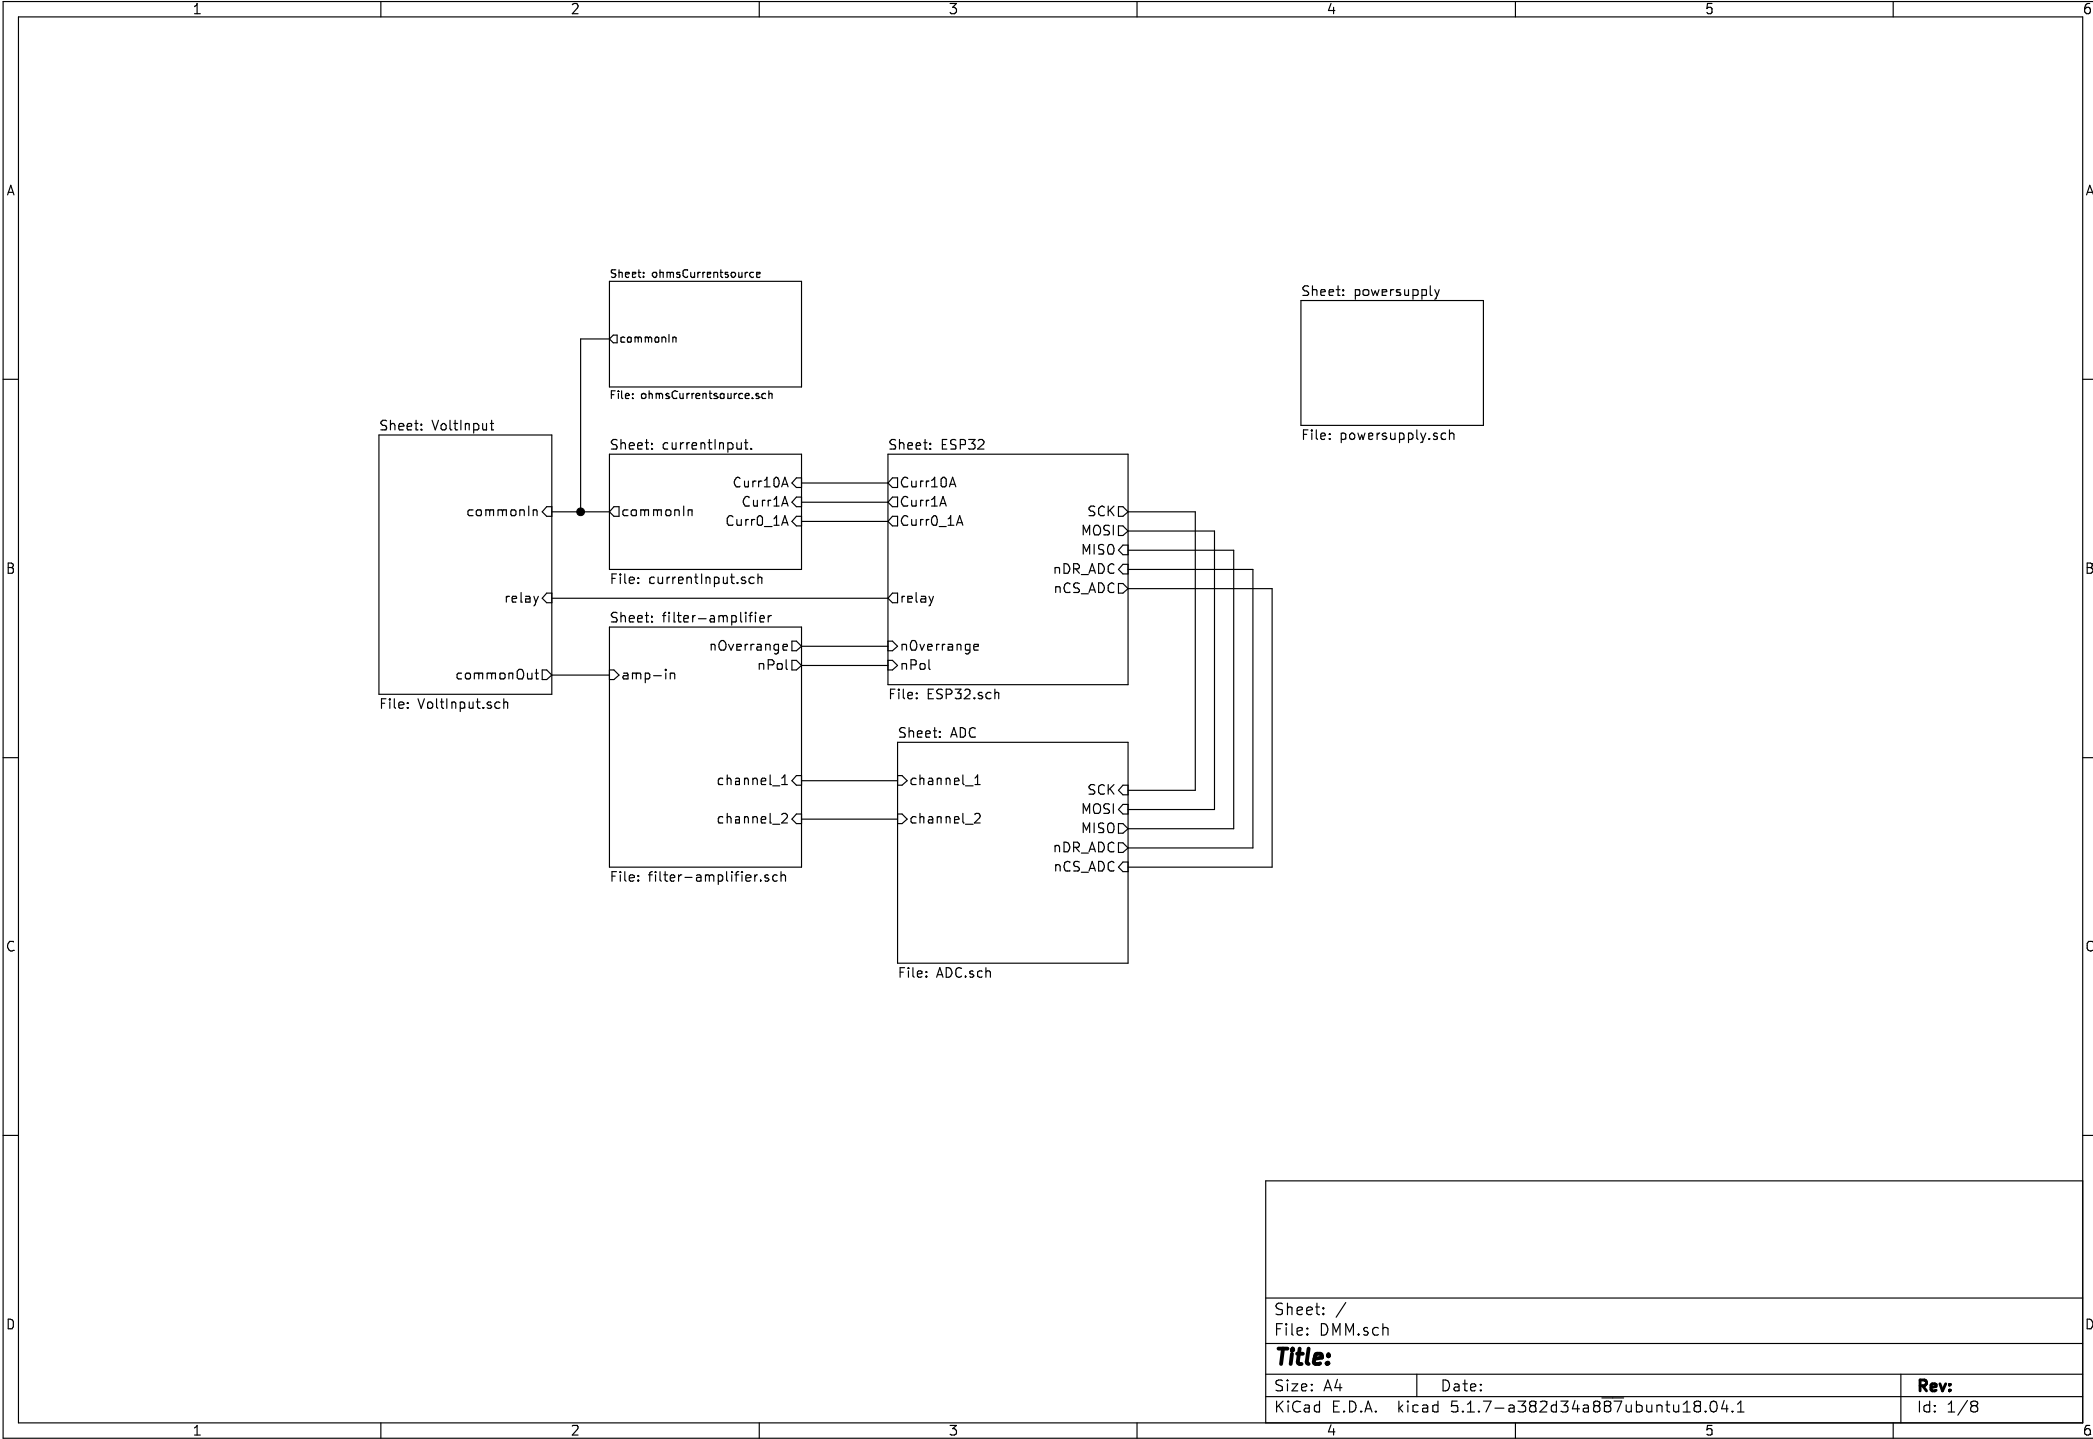 1 2 3 4 5 6
A A
Sheet: ohmsCurrentsource
commonIn
File: ohmsCurrentsource.sch
Sheet: powersupply
File: powersupply.sch
Sheet: VoltInput
commonIn
relay
commonOut
File: VoltInput.sch
Sheet: currentInput.
Curr10A
Curr1A
commonIn
Curr0_1A
File: currentInput.sch
Sheet: ESP32
Curr10A
Curr1A
Curr0_1A
relay
nOverrange
nPol
SCK
MOSI
MISO
nDR_ADC
nCS_ADC
File: ESP32.sch
B B
Sheet: filter-amplifier
nOverrange
nPol
amp-in
channel_1
channel_2
File: filter-amplifier.sch
Sheet: ADC
channel_1
channel_2
SCK
MOSI
MISO
nDR_ADC
nCS_ADC
File: ADC.sch
C C
D D
Sheet: /
File: DMM.sch
Title:
Size: A4 Date: Rev:
KiCad E.D.A. kicad 5.1.7-a382d34a887ubuntu18.04.1 Id: 1/8
1 2 3 4 5 6